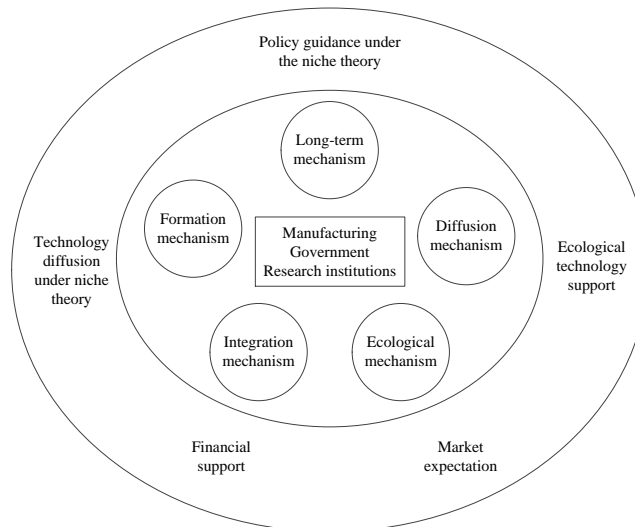 Policy guidance under
the niche theory
Long-term
mechanism
Formation
mechanism
Manufacturing
Government
Research institutions
Diffusion
mechanism
Technology
diffusion
under niche
theory
Ecological
technology
support
Integration
mechanism
Ecological
mechanism
Financial
support
Market
expectation